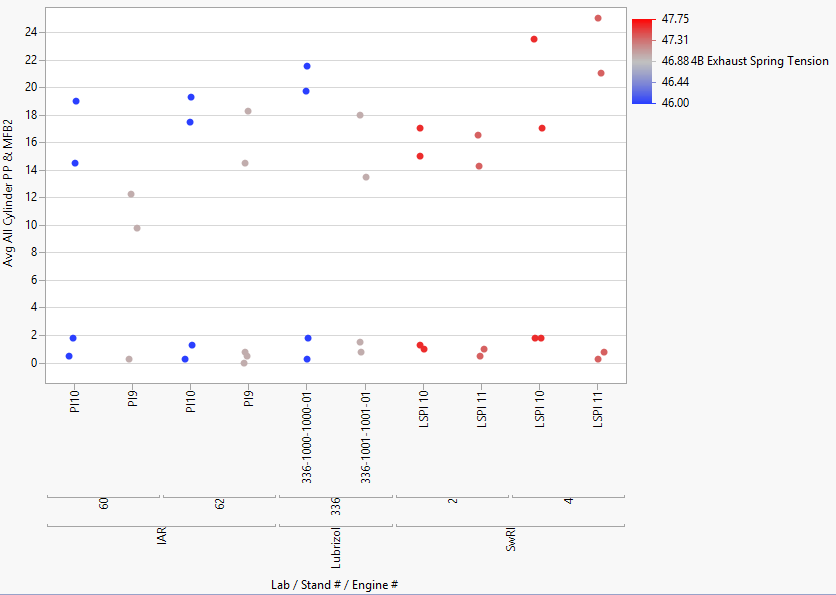 Avg All Cylinder PP & MFB2
24
22
20
18
16
14
12
10
8
6
4
2
0
47.75
47.31
46.88
46.44
46.00
4B Exhaust Spring Tension
PI10
PI9
PI10
PI9
336-1000-1000-01
336-1001-1001-01
LSPI 10
LSPI 11
LSPI 10
LSPI 11
60
62
336
2
4
IAR
Lubrizol
SwRI
Lab / Stand # / Engine #